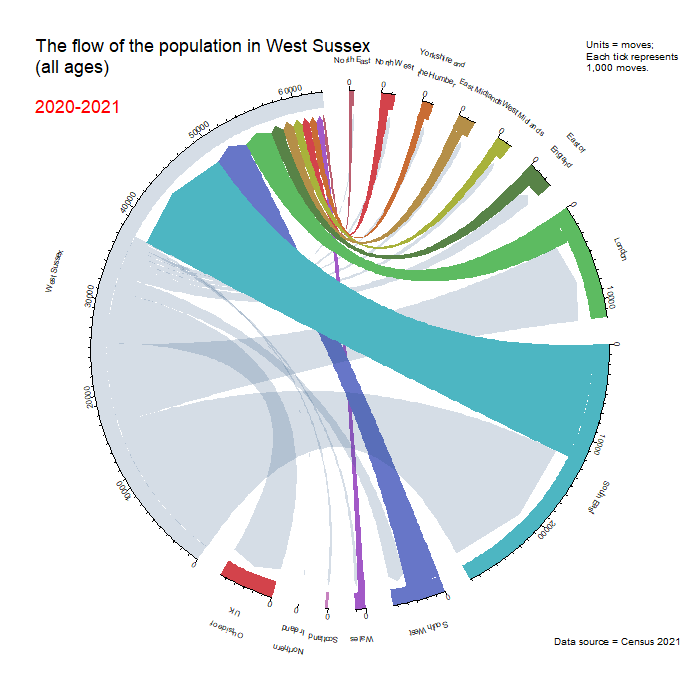 The flow of the population in West Sussex
(all ages)
2020-2021
Units = moves;
Each tick represents
1,000 moves.
North East
North West
Yorkshire and
the Humber
East Midlands
West Midlands
East of
England
London
0
0
0
0
0
0
0
10000
0
10000
20000
South West
0
Wales
0
Scotland
0
Northern
Ireland
0
Outside of
UK
0
West Sussex
0
10000
20000
30000
40000
50000
60000
Data source = Census 2021